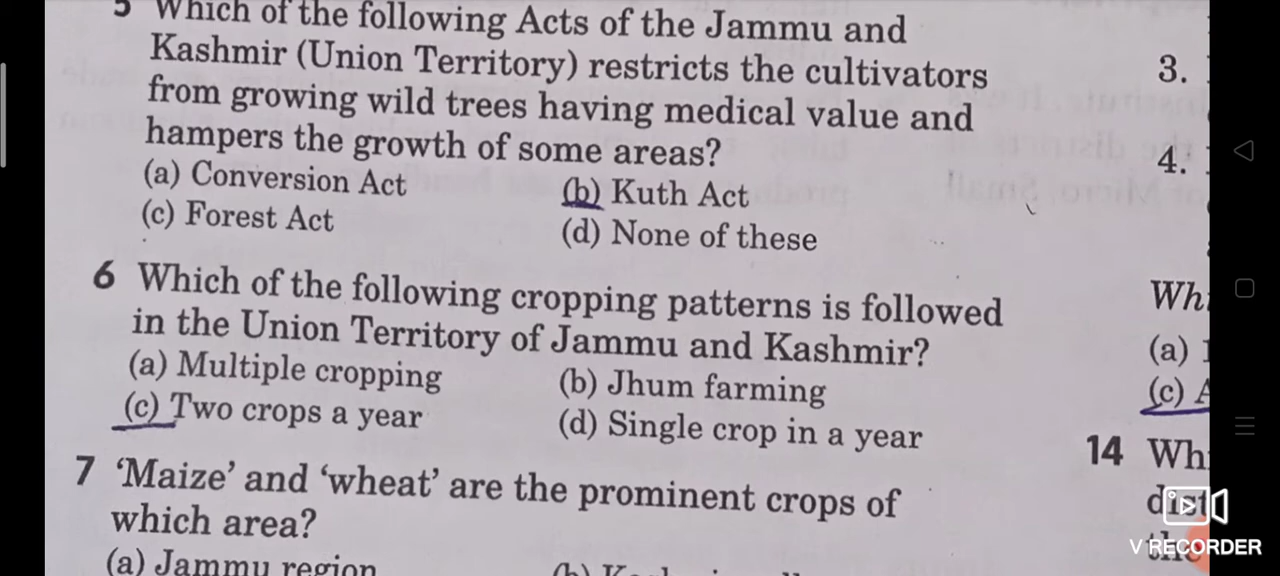 5 Which of the following Acts of the Jammu and
Kashmir (Union Territory) restricts the cultivators
from growing wild trees having medical value and
hampers the growth of some areas?
(a) Conversion Act (b) Kuth Act
(c) Forest Act (d) None of these
6 Which of the following cropping patterns is followed
in the Union Territory of Jammu and Kashmir?
(a) Multiple cropping (b) Jhum farming
(c) Two crops a year (d) Single crop in a year
7 ‘Maize’ and ‘wheat’ are the prominent crops of
which area?
(a) Jammu region (b)
3.
4.
(a)
(c)
14
V RECORDER